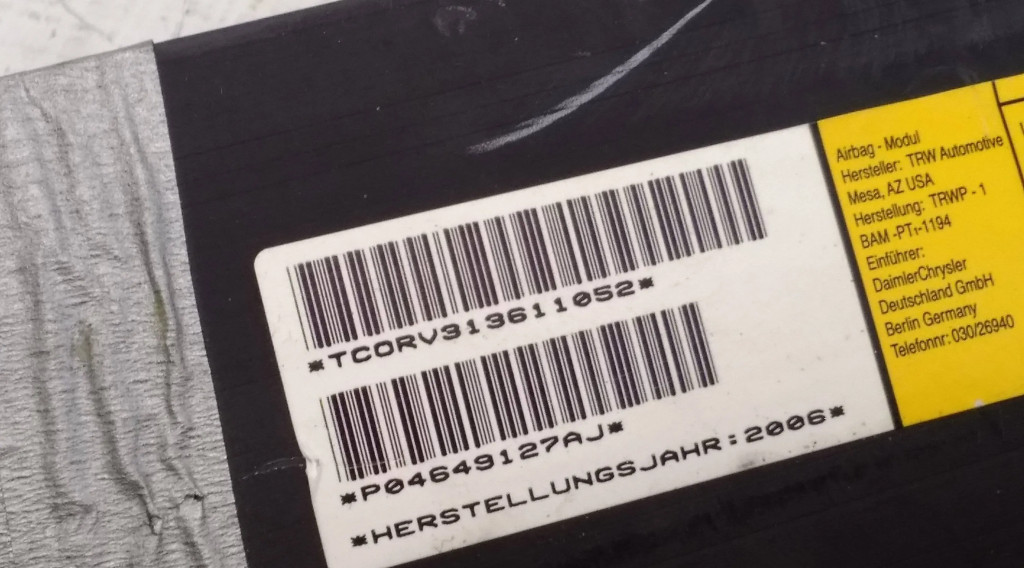 *TCORV313611052*
*P04649127AJ*
*HERSTELLUNGSJAHR:2006*
Airbag - Modul
Hersteller: TRW Automotive
Mesa, AZ USA
Herstellung: TRWP - 1
BAM -PT1-1194
Einführer:
DaimlerChrysler
Deutschland GmbH
Berlin Germany
Telefonnr: 030/26940